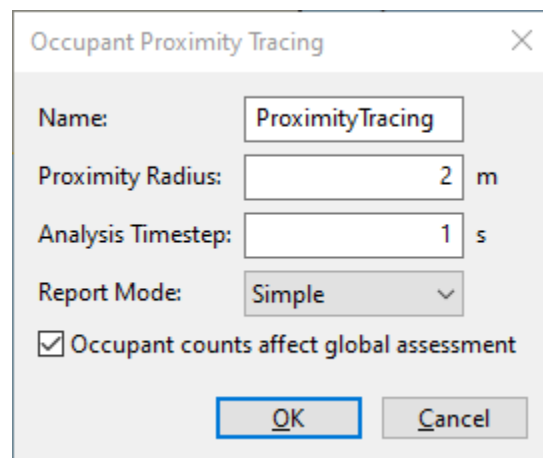 Occupant Proximity Tracing
Name: ProximityTracing
Proximity Radius: 2 m
Analysis Timestep: 1 s
Report Mode: Simple
Occupant counts affect global assessment
OK Cancel